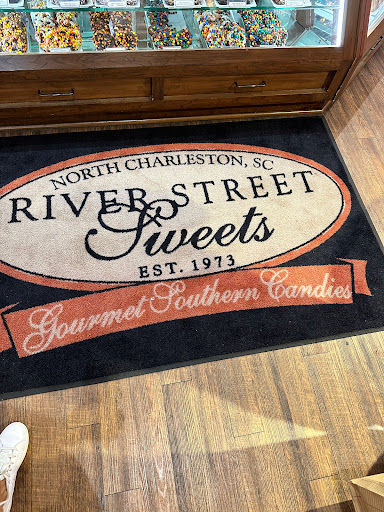 NORTH CHARLESTON, SC
RIVER STREET
Sweets
EST. 1973
Gourmet Southern Candies